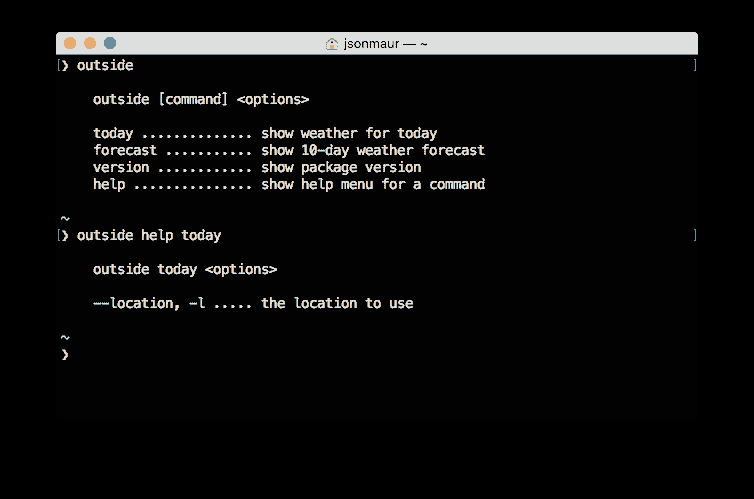 jsonmaur — ~
[❯ outside ]
outside [command] <options>
today .............. show weather for today
forecast ........... show 10-day weather forecast
version ............ show package version
help ............... show help menu for a command
~
[❯ outside help today ]
outside today <options>
--location, -l ..... the location to use
~
❯